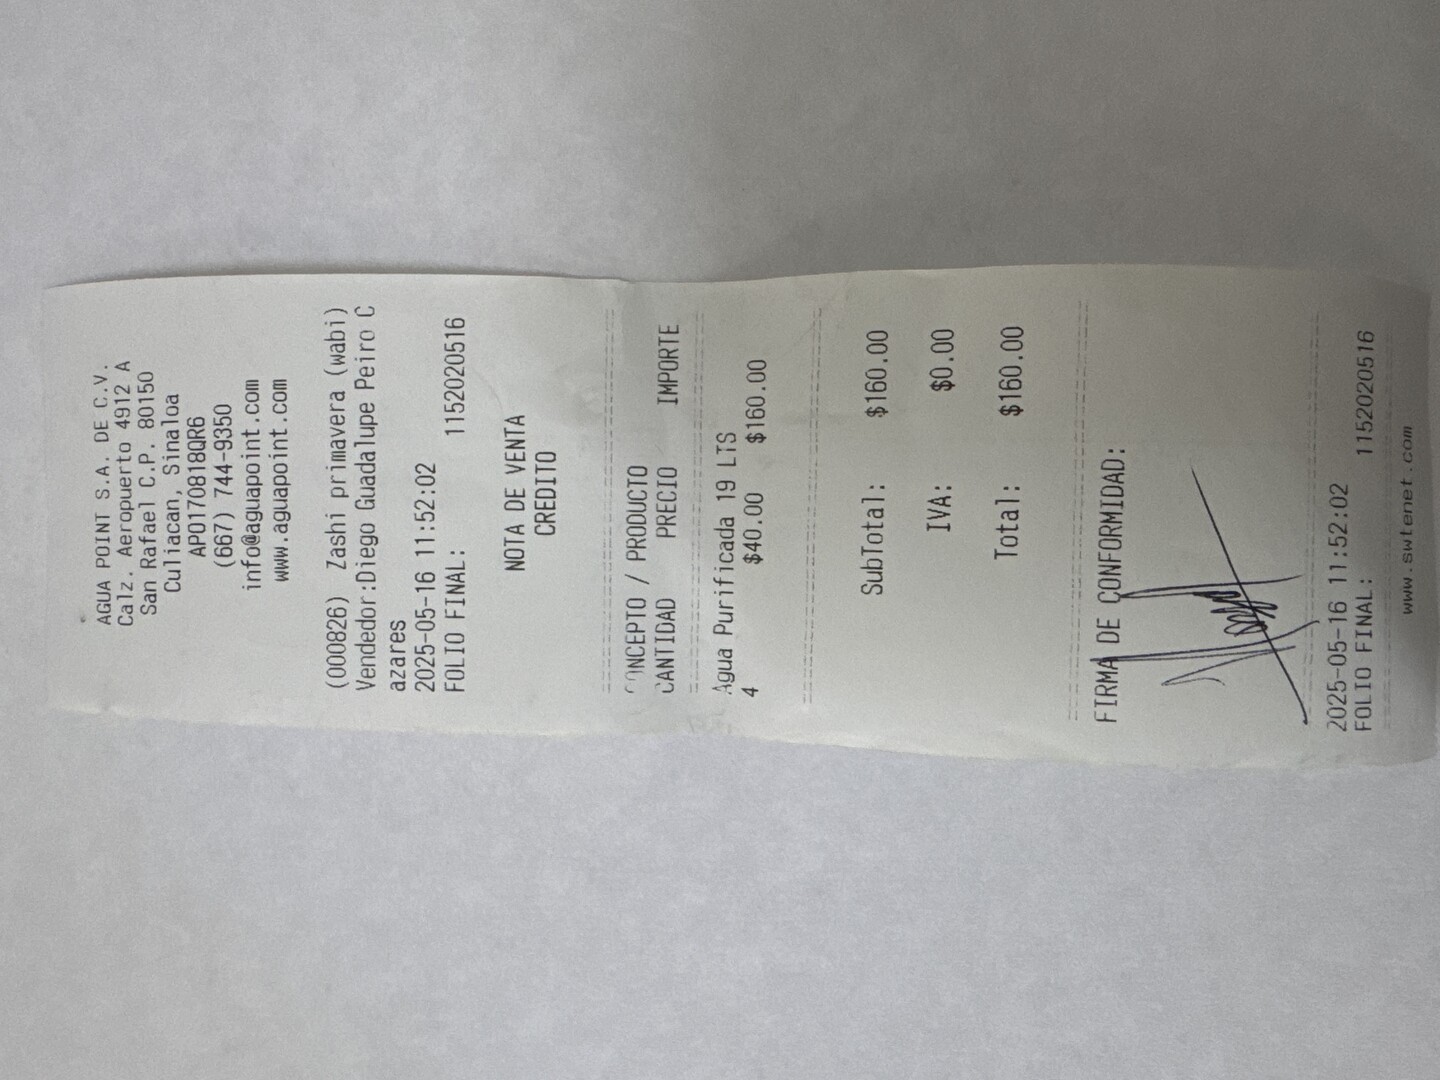 AGUA POINT S.A. DE C.V.
Calz. Aeropuerto 4912 A
San Rafael C.P. 80150
Culiacan, Sinaloa
APO170818QR6
(667) 744-9350
info@aguapoint.com
www.aguapoint.com
(000826) Zashi primavera (wabi)
Vendedor:Diego Guadalupe Peiro C
azares
2025-05-16 11:52:02
FOLIO FINAL: 1152020516
NOTA DE VENTA
CREDITO
CONCEPTO / PRODUCTO
CANTIDAD PRECIO IMPORTE
Agua Purificada 19 LTS
4 $40.00 $160.00
SubTotal: $160.00
IVA: $0.00
Total: $160.00
FIRMA DE CONFORMIDAD:
2025-05-16 11:52:02
FOLIO FINAL: 1152020516
www.swtenet.com